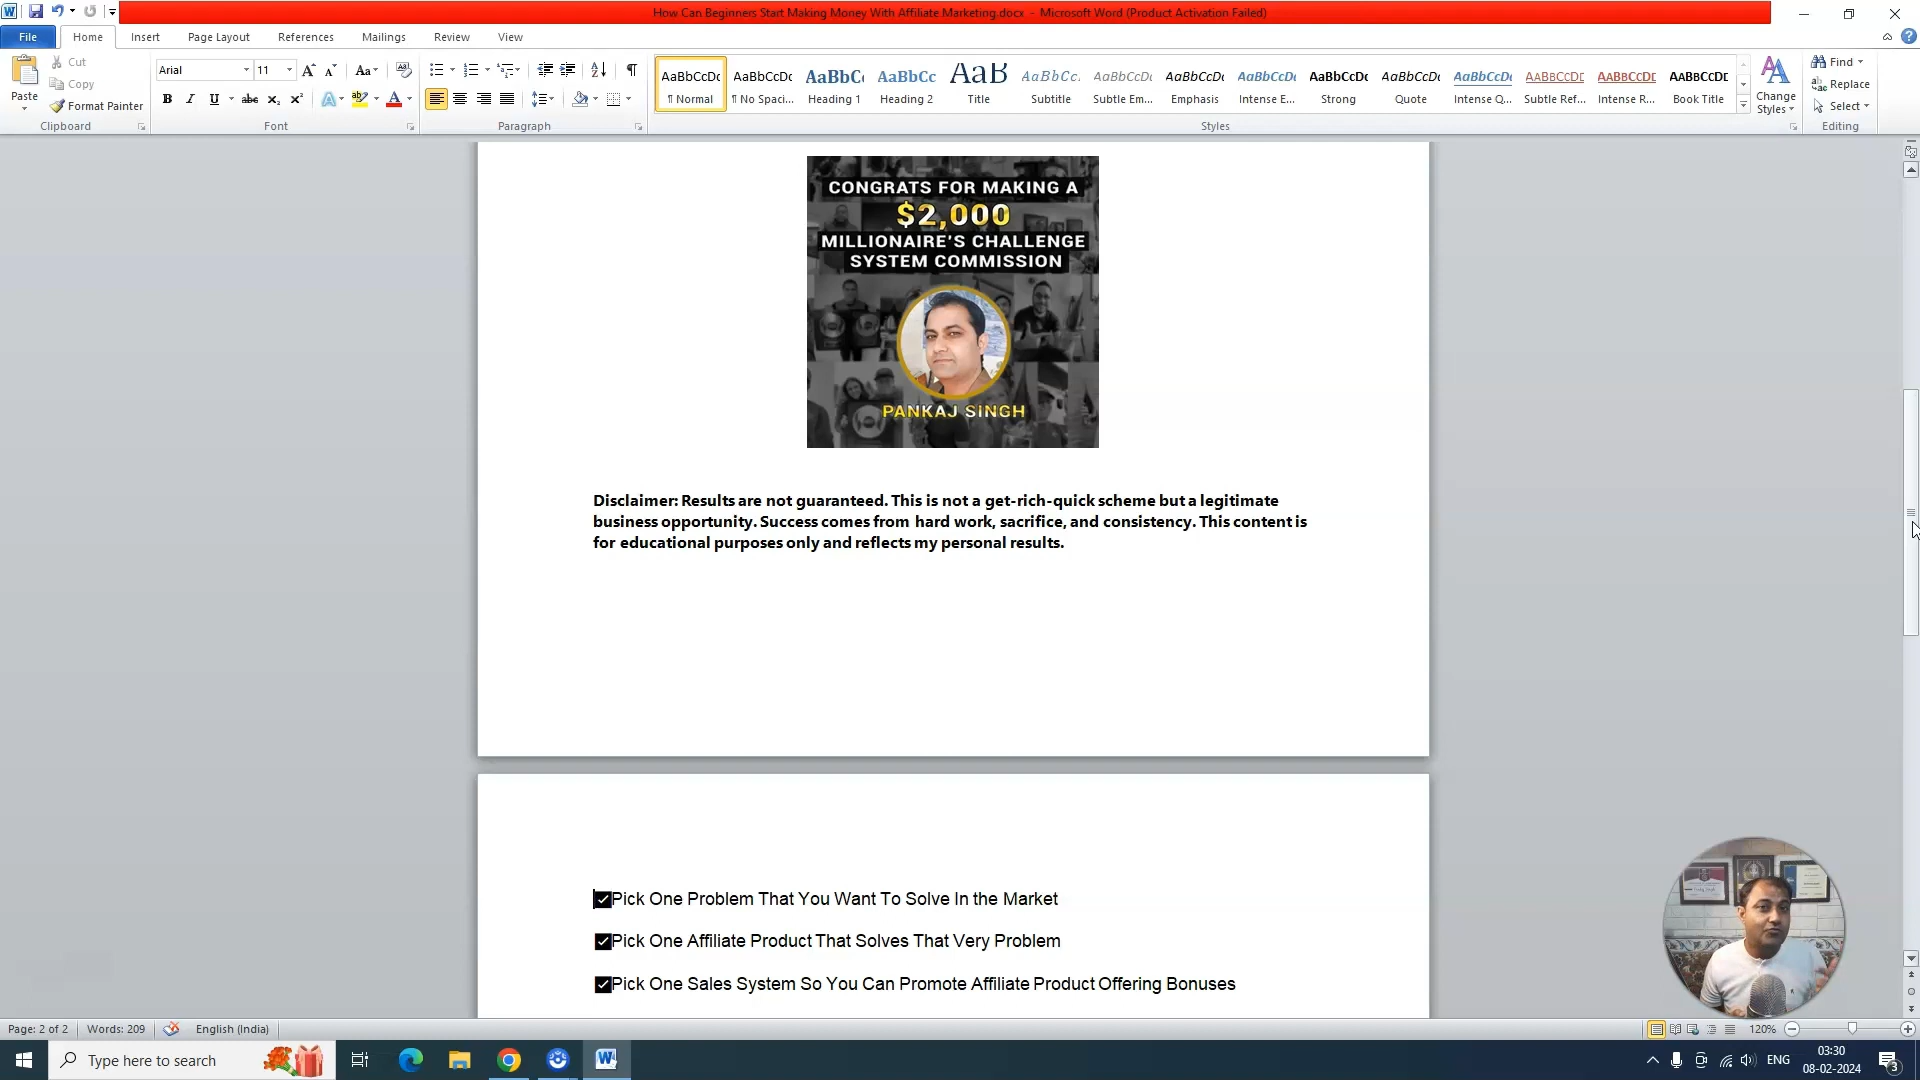 How Can Beginners Start Making Money With Affiliate Marketing.docx - Microsoft Word (Product Activation Failed)
File Home Insert Page Layout References Mailings Review View
Paste
Cut
Copy
Format Painter
Clipboard
Arial 11
Font
Paragraph
AaBbCcDc AaBbCcDc AaBbC AaBbCc AaB AaBbCc. AaBbCcDc AaBbCcDc AaBbCcDc AaBbCcDc AaBbCcDc AaBbCcDc AABBCCDC AABBCCDC AABBCCDC
¶ Normal ¶ No Spaci... Heading 1 Heading 2 Title Subtitle Subtle Em... Emphasis Intense E... Strong Quote Intense Q... Subtle Ref... Intense R... Book Title
Styles
Change
Styles
Find
Replace
Select
Editing
CONGRATS FOR MAKING A
$2,000
MILLIONAIRE'S CHALLENGE
SYSTEM COMMISSION
PANKAJ SINGH
Disclaimer: Results are not guaranteed. This is not a get-rich-quick scheme but a legitimate
business opportunity. Success comes from hard work, sacrifice, and consistency. This content is
for educational purposes only and reflects my personal results.
Pick One Problem That You Want To Solve In the Market
Pick One Affiliate Product That Solves That Very Problem
Pick One Sales System So You Can Promote Affiliate Product Offering Bonuses
Page: 2 of 2 Words: 209 English (India) 120%
Type here to search
ENG
03:30
08-02-2024
3